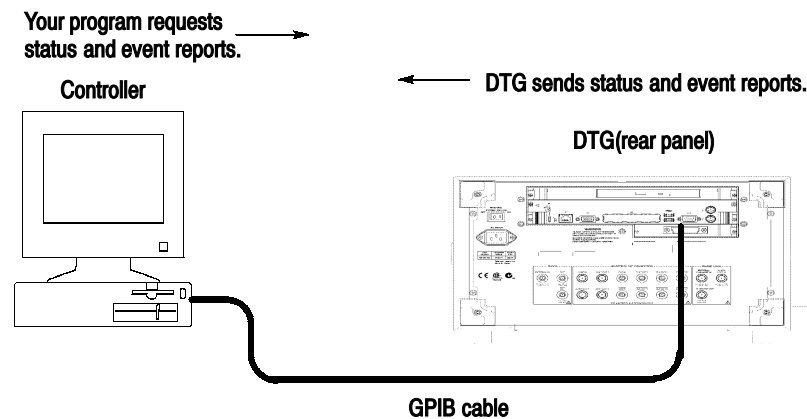 Your program requests
status and event reports.
DTG sends status and event reports.
Controller
DTG(rear panel)
GPIB cable